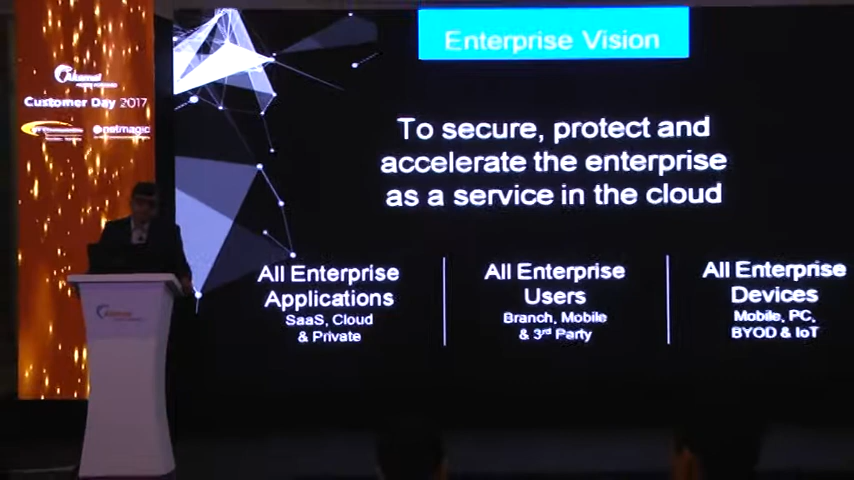 Akamai
Customer Day 2017
netmagic
Enterprise Vision
To secure, protect and
accelerate the enterprise
as a service in the cloud
All Enterprise
Applications
SaaS, Cloud
& Private
All Enterprise
Users
Branch, Mobile
& 3rd Party
All Enterprise
Devices
Mobile, PC,
BYOD & IoT
Akamai